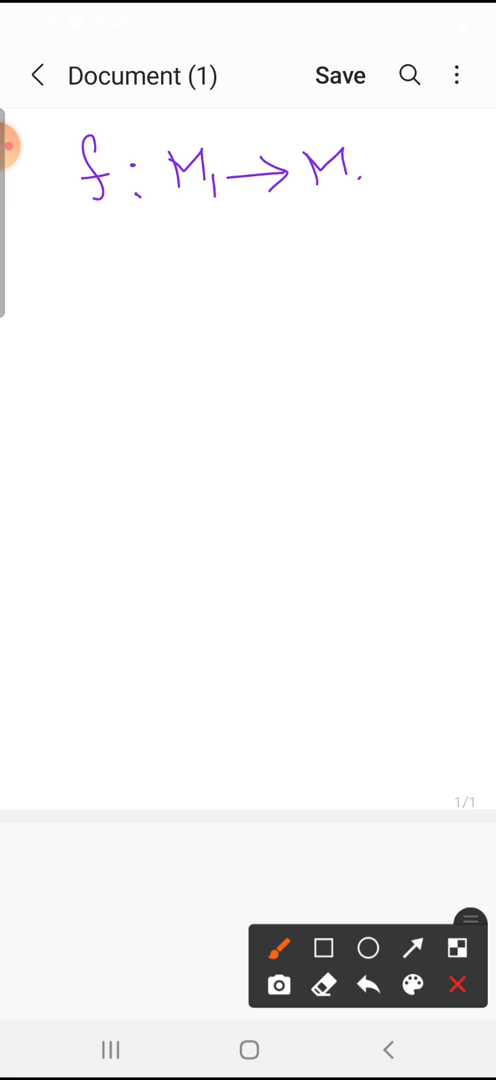 Document (1) Save
f : M₁ → M.
1/1